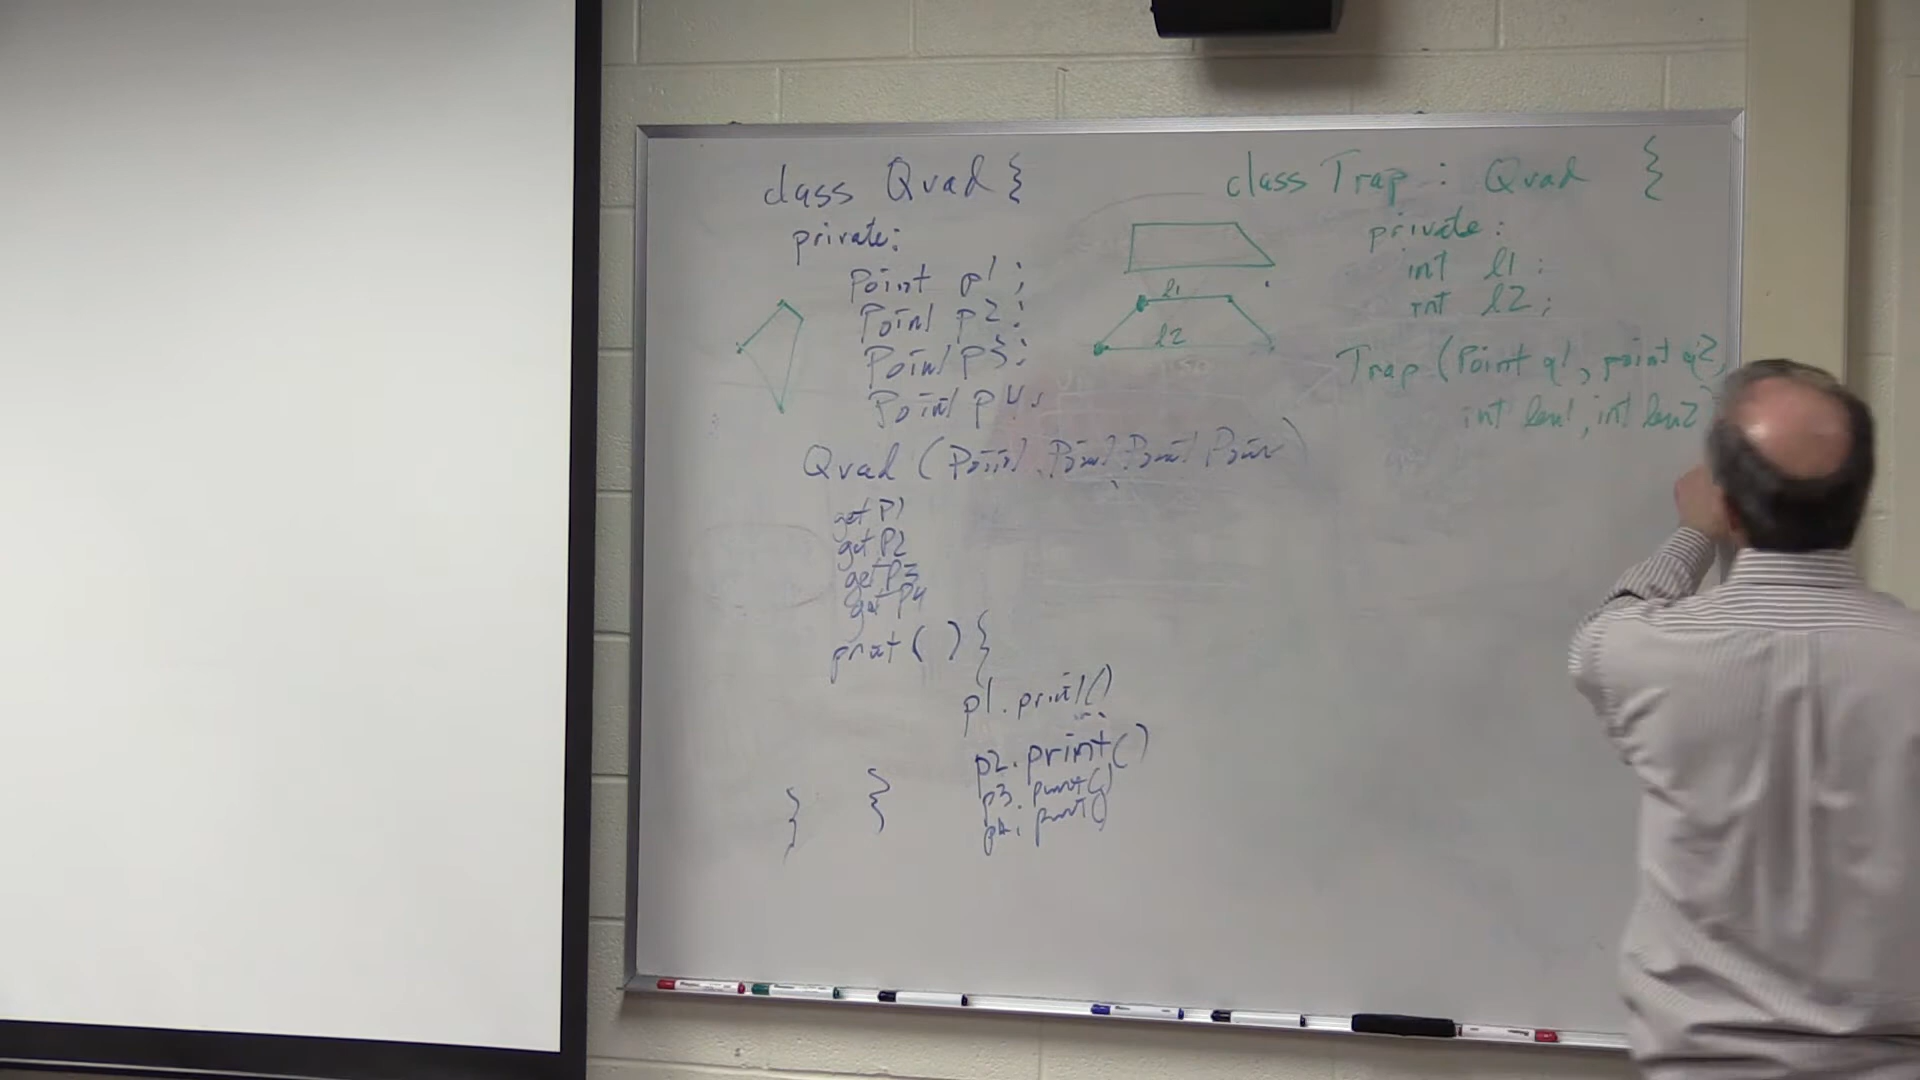 class Quad {
private:
Point p1;
Point p2;
Point p3;
Point p4;
Quad (Point, Point, Point, Point)
get P1
get P2
get P3
get P4
print ( ) {
p1.print()
p2.print()
p3.print()
p4.print()
}
}
l1
l2
class Trap : Quad {
private:
int l1;
int l2;
Trap (Point q1, point q2,
int len1, int len2)